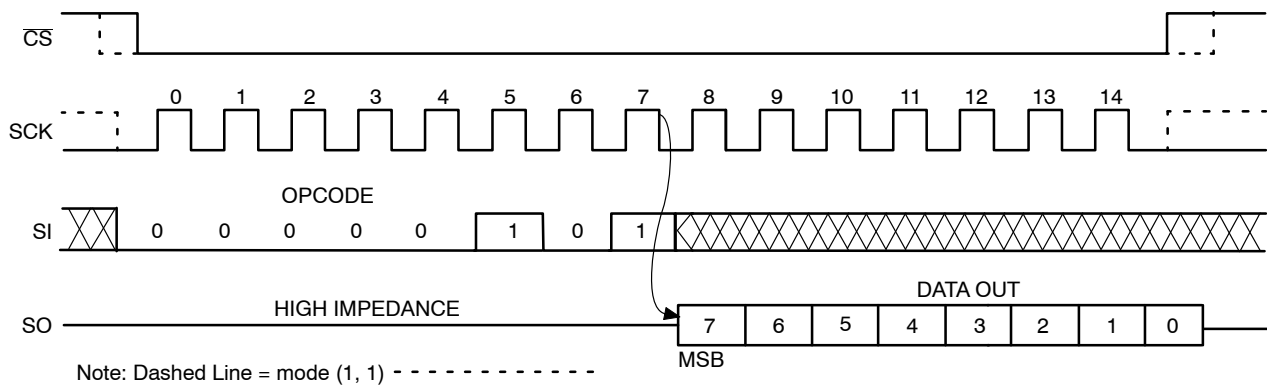 CS
0 1 2 3 4 5 6 7 8 9 10 11 12 13 14
SCK
OPCODE
SI 0 0 0 0 0 1 0 1
DATA OUT
HIGH IMPEDANCE
SO 7 6 5 4 3 2 1 0
MSB
Note: Dashed Line = mode (1, 1)